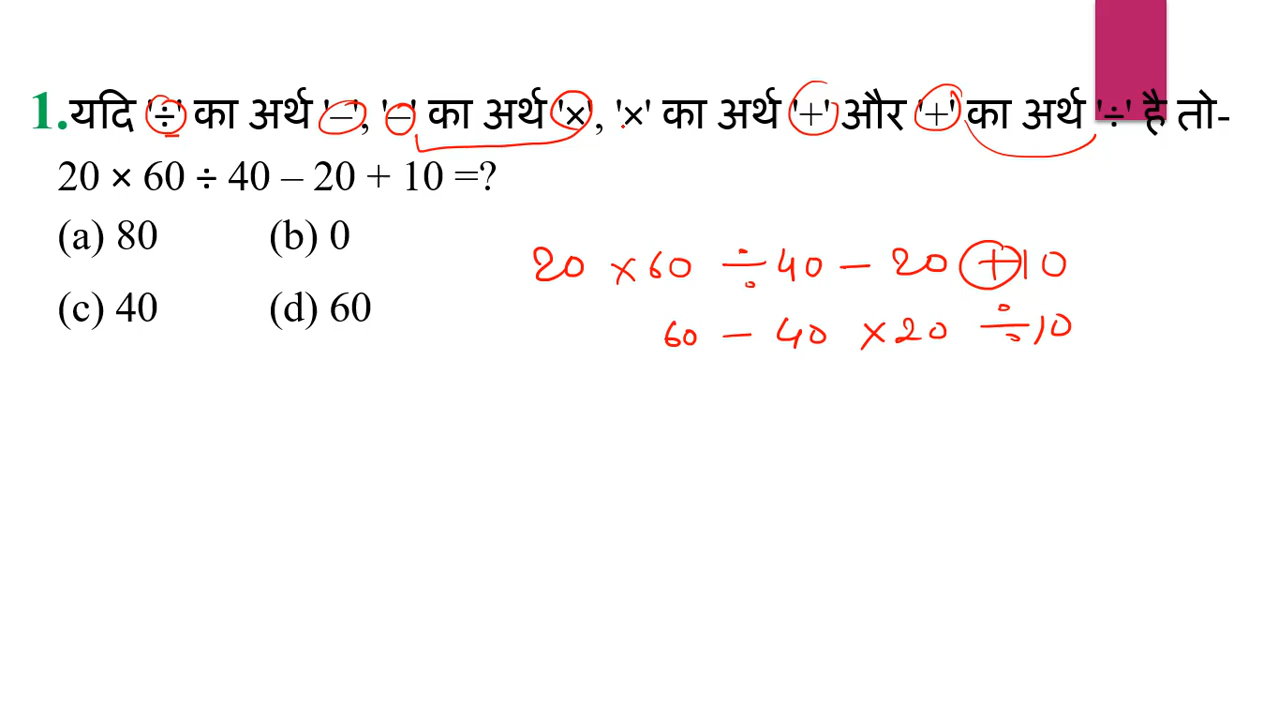 1.यदि '÷' का अर्थ '–', '–' का अर्थ '×', '×' का अर्थ '+' और '+' का अर्थ '÷' है तो-
20 × 60 ÷ 40 – 20 + 10 =?
(a) 80 (b) 0
(c) 40 (d) 60
20 × 60 ÷ 40 – 20 + 10
60 – 40 × 20 ÷ 10